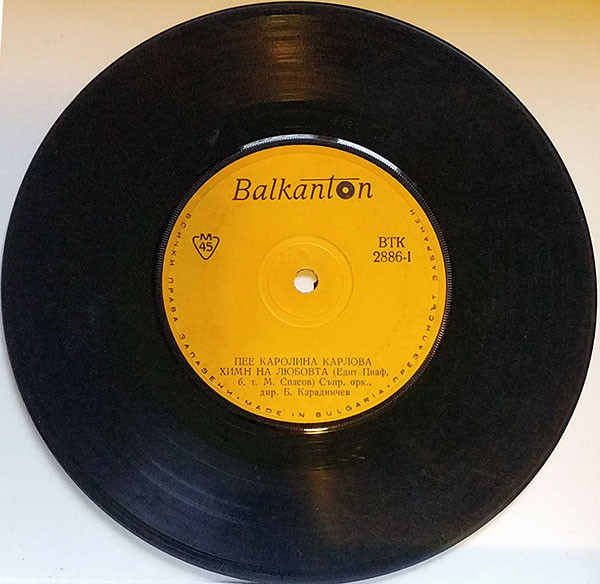 Balkanton
М
45
ВТК
2886-I
ПЕЕ КАРОЛИНА КАРЛОВА
ХИМН НА ЛЮБОВТА (Едит Пиаф,
б. т. М. Спасов) Съпр. орк.,
дир. Б. Карадимчев
ВСИЧКИ ПРАВА ЗАПАЗЕНИ · MADE IN BULGARIA · ПРЕЗАПИСЪТ ЗАБРАНЕН